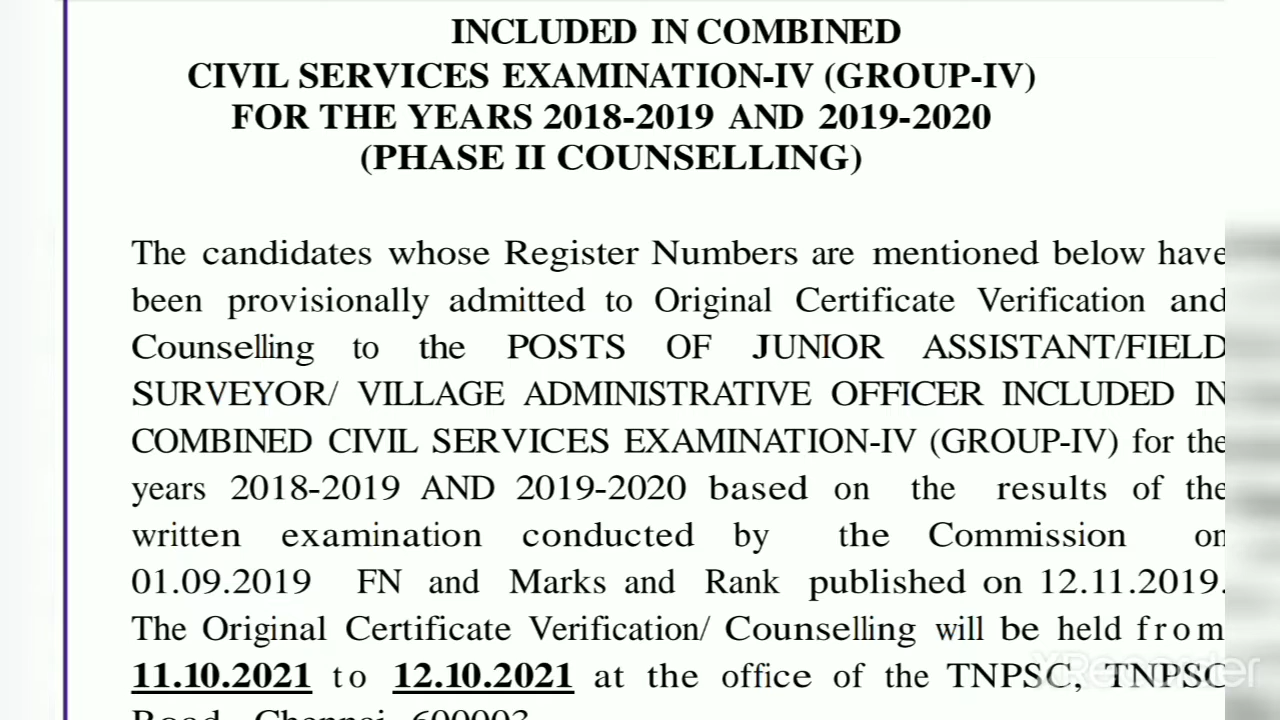 INCLUDED IN COMBINED
CIVIL SERVICES EXAMINATION-IV (GROUP-IV)
FOR THE YEARS 2018-2019 AND 2019-2020
(PHASE II COUNSELLING)
The candidates whose Register Numbers are mentioned below have
been provisionally admitted to Original Certificate Verification and
Counselling to the POSTS OF JUNIOR ASSISTANT/FIELD
SURVEYOR/ VILLAGE ADMINISTRATIVE OFFICER INCLUDED IN
COMBINED CIVIL SERVICES EXAMINATION-IV (GROUP-IV) for the
years 2018-2019 AND 2019-2020 based on the results of the
written examination conducted by the Commission on
01.09.2019 FN and Marks and Rank published on 12.11.2019.
The Original Certificate Verification/ Counselling will be held from
11.10.2021 to 12.10.2021 at the office of the TNPSC, TNPSC
Road, Chennai 600003
XRecorder